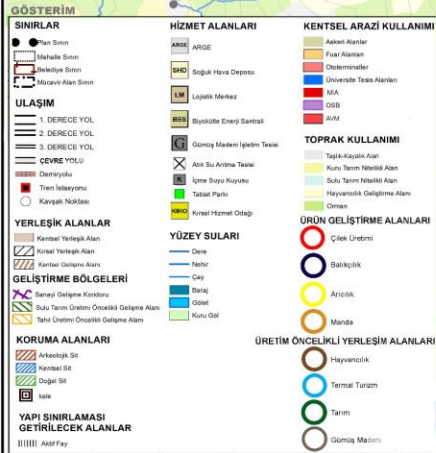 GÖSTERİM
SINIRLAR
Plan Sınırı
Mahalle Sınırı
Belediye Sınırı
Mücavir Alan Sınırı
ULAŞIM
1. DERECE YOL
2. DERECE YOL
3. DERECE YOL
ÇEVRE YOLU
Demiryolu
Tren İstasyonu
Kavşak Noktası
YERLEŞİK ALANLAR
Kentsel Yerleşik Alan
Kırsal Yerleşik Alan
Kentsel Gelişme Alanı
GELİŞTİRME BÖLGELERİ
Sanayi Gelişme Koridoru
Sulu Tarım Üretimi Öncelikli Gelişme Alanı
Tahıl Üretimi Öncelikli Gelişme Alanı
KORUMA ALANLARI
Arkeolojik Sit
Kentsel Sit
Doğal Sit
kale
YAPI SINIRLAMASI
GETİRİLECEK ALANLAR
Aktif Fay
HİZMET ALANLARI
ARGE ARGE
SHD Soğuk Hava Deposu
LM Lojistik Merkez
BES Biyokütle Enerji Santrali
G Gümüş Madeni İşletim Tesisi
Atık Su Arıtma Tesisi
K İçme Suyu Kuyusu
Tabiat Parkı
KIHO Kırsal Hizmet Odağı
YÜZEY SULARI
Dere
Nehir
Çay
Baraj
Gölet
Kuru Göl
KENTSEL ARAZİ KULLANIMI
Askeri Alanlar
Fuar Alanları
Ototerminaller
Üniversite Tesis Alanları
MİA
OSB
AVM
TOPRAK KULLANIMI
Taşlık-Kayalık Alan
Kuru Tarım Nitelikli Alan
Sulu Tarım Nitelikli Alan
Hayvancılık Geliştirme Alanı
Orman
ÜRÜN GELİŞTİRME ALANLARI
Çilek Üretimi
Balıkçılık
Arıcılık
Manda
ÜRETİM ÖNCELİKLİ YERLEŞİM ALANLARI
Hayvancılık
Termal Turizm
Tarım
Gümüş Madeni